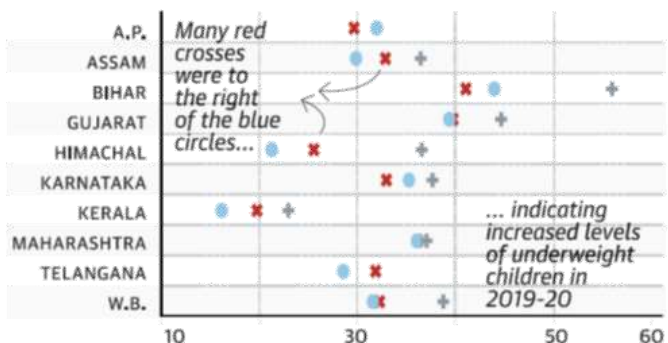 A.P.
ASSAM
BIHAR
GUJARAT
HIMACHAL
KARNATAKA
KERALA
MAHARASHTRA
TELANGANA
W.B.
Many red
crosses
were to
the right
of the blue
circles...
... indicating
increased levels
of underweight
children in
2019-20
10
30
50
60